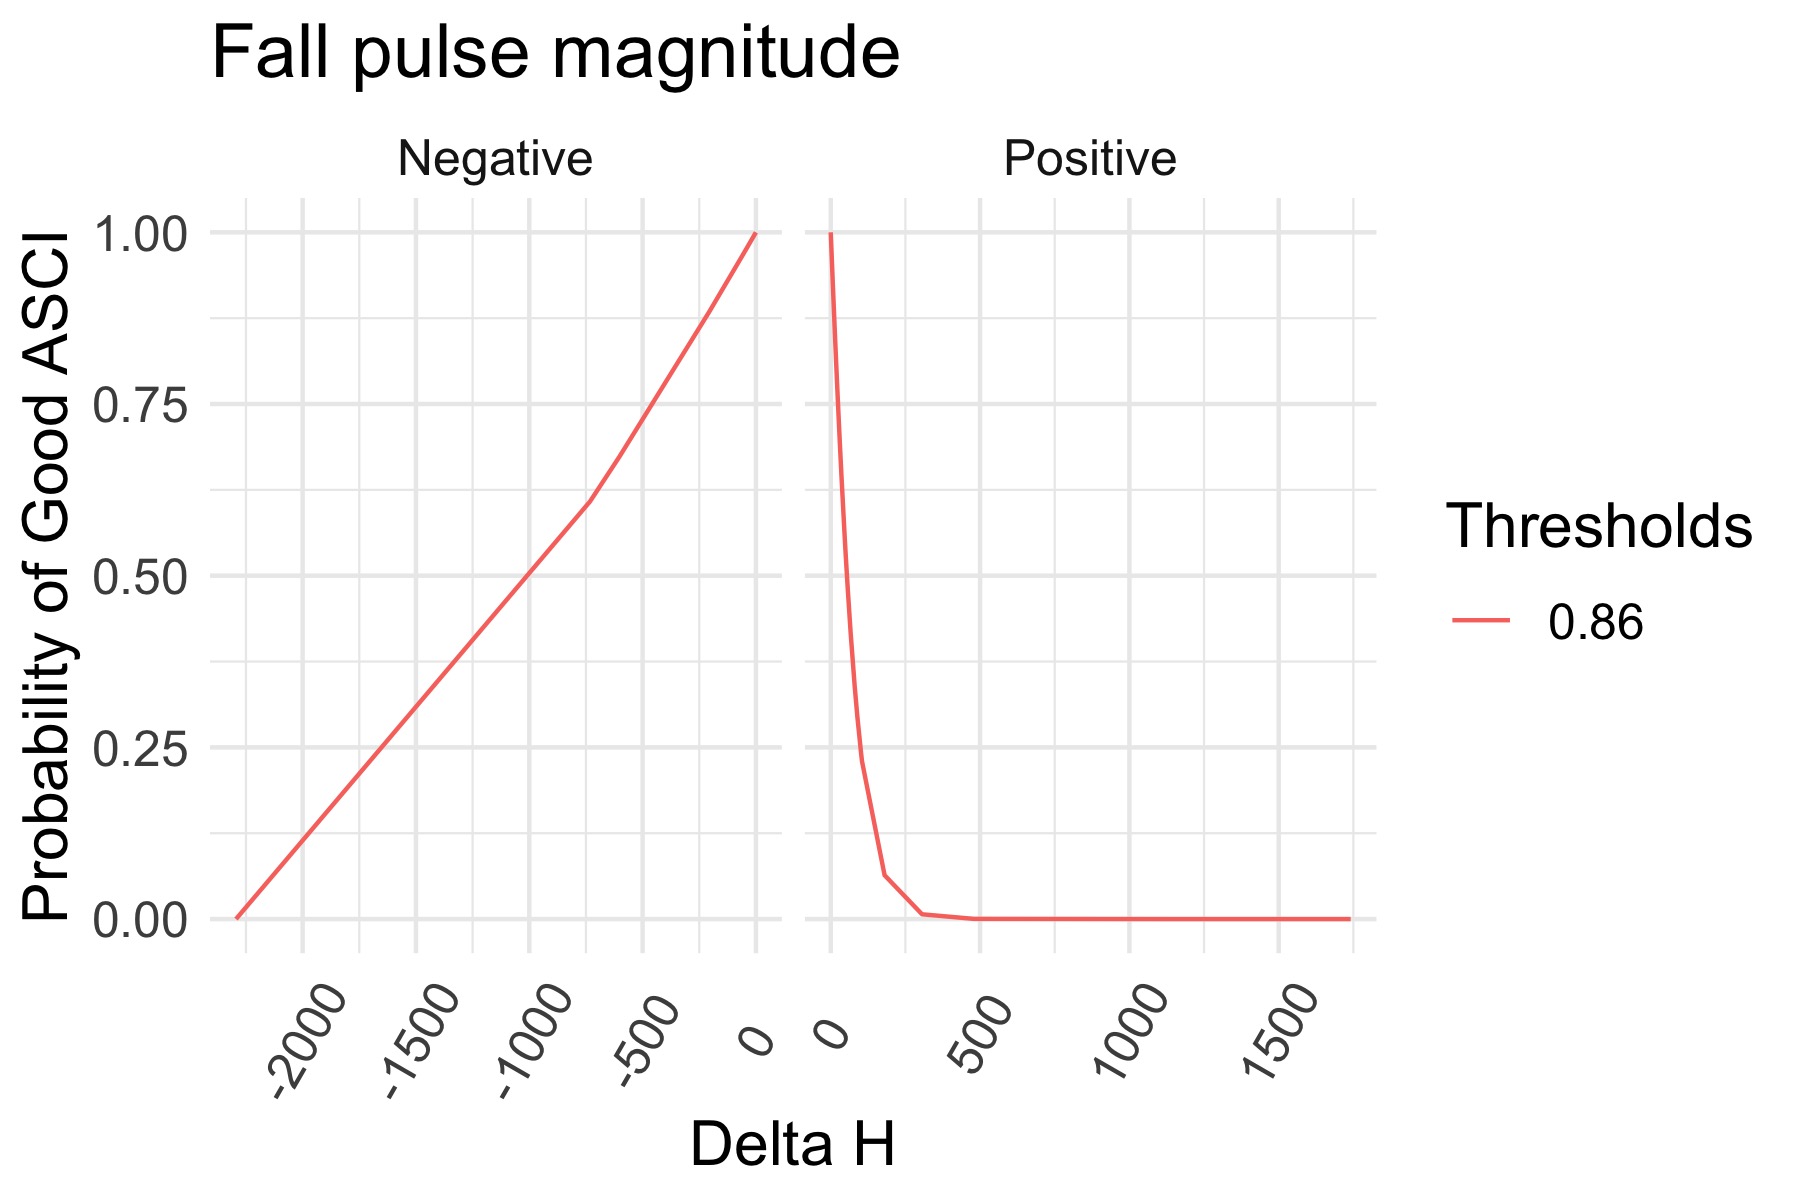 Fall pulse magnitude
Negative
Positive
Probability of Good ASCI
1.00
0.75
0.50
0.25
0.00
-2000
-1500
-1000
-500
0
0
500
1000
1500
Delta H
Thresholds
0.86